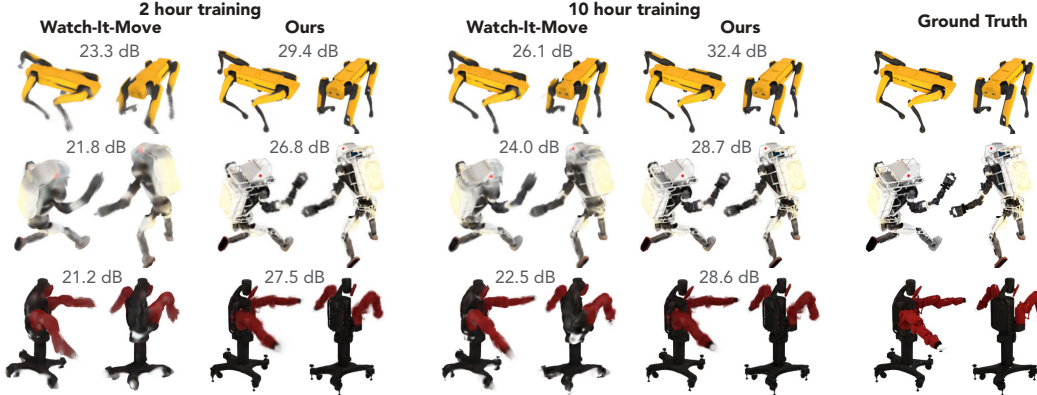 2 hour training
10 hour training
Watch-It-Move
Ours
Watch-It-Move
Ours
Ground Truth
23.3 dB
29.4 dB
26.1 dB
32.4 dB
21.8 dB
26.8 dB
24.0 dB
28.7 dB
21.2 dB
27.5 dB
22.5 dB
28.6 dB